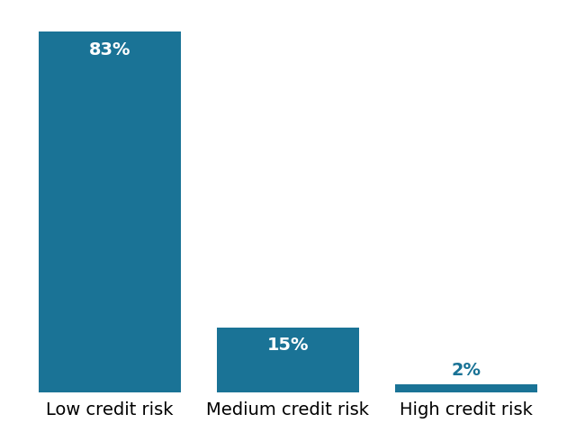 83%
15%
2%
Low credit risk
Medium credit risk
High credit risk